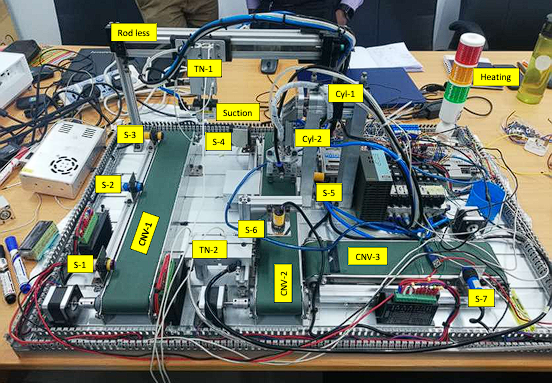 Rod less
TN-1
Heating
Cyl-1
Suction
S-3
S-4
Cyl-2
S-2
S-5
CNV-1
S-6
TN-2
CNV-3
S-1
CNV-2
S-7